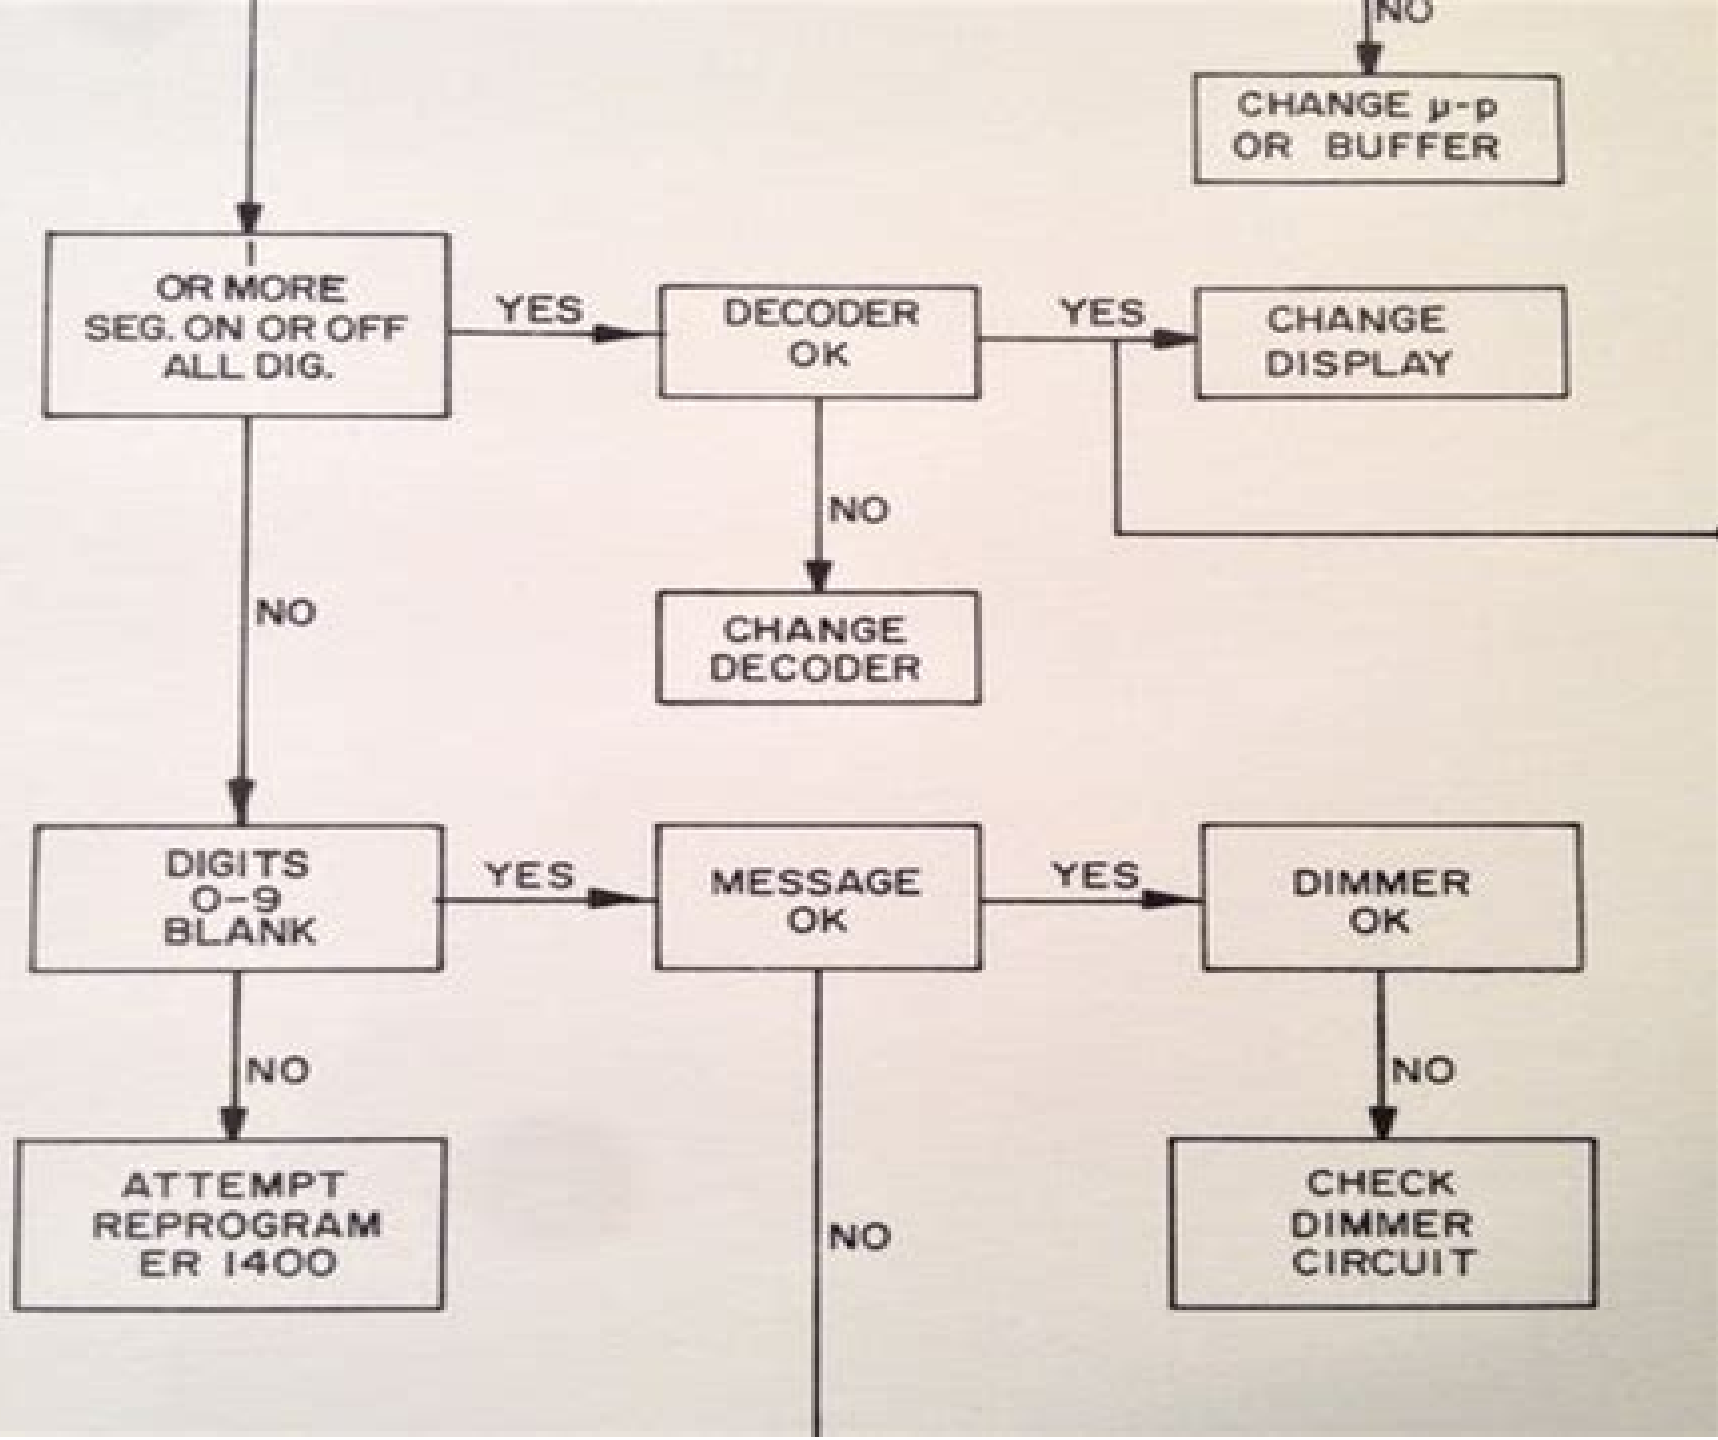 NO
CHANGE µ-p
OR BUFFER
1
OR MORE
SEG. ON OR OFF
ALL DIG.
YES
DECODER
OK
YES
CHANGE
DISPLAY
NO
NO
CHANGE
DECODER
DIGITS
0-9
BLANK
YES
MESSAGE
OK
YES
DIMMER
OK
NO
NO
ATTEMPT
REPROGRAM
ER 1400
NO
CHECK
DIMMER
CIRCUIT